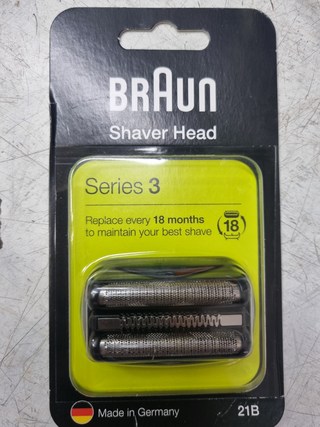 BRAUN
Shaver Head
Series 3
Replace every 18 months
to maintain your best shave
18
Made in Germany
21B